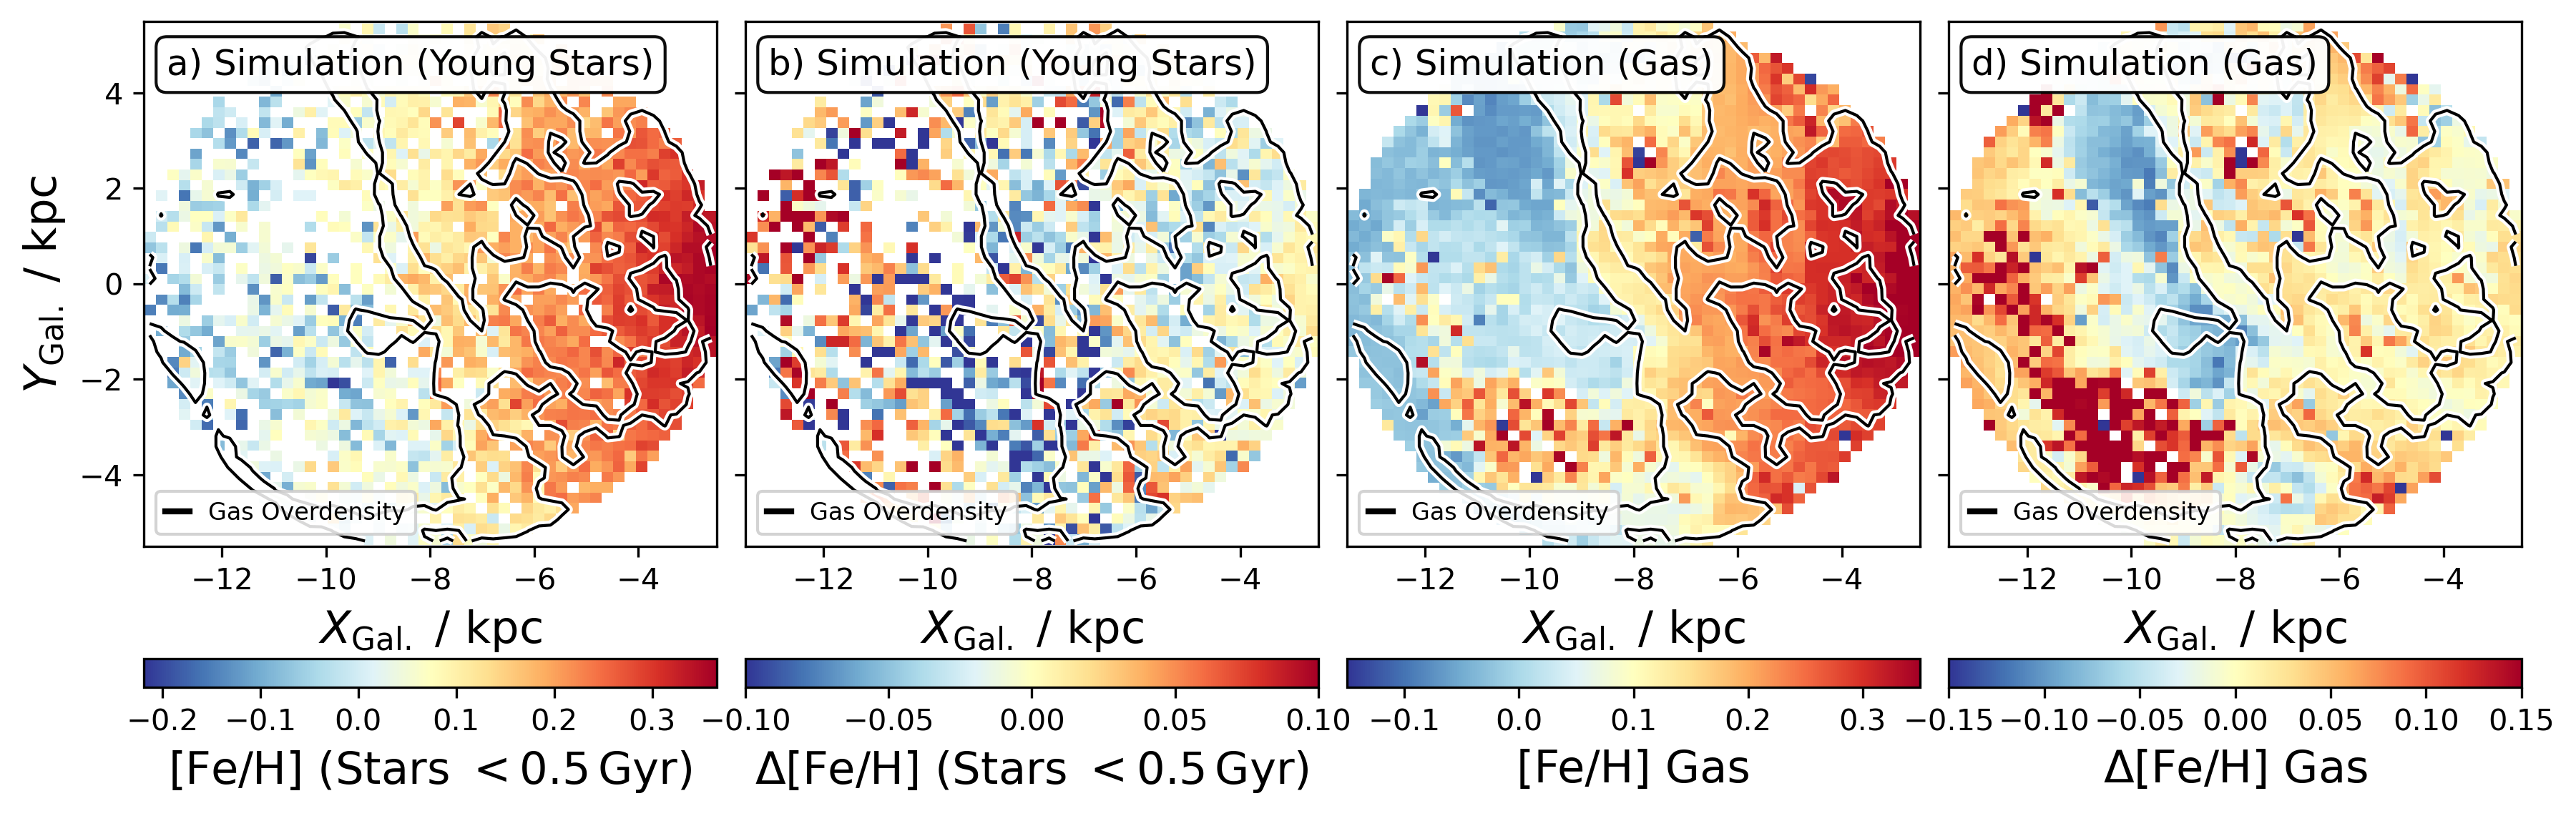 a) Simulation (Young Stars)
b) Simulation (Young Stars)
c) Simulation (Gas)
d) Simulation (Gas)
Y_Gal. / kpc
4
2
0
−2
−4
Gas Overdensity
Gas Overdensity
Gas Overdensity
Gas Overdensity
−12 −10 −8 −6 −4
−12 −10 −8 −6 −4
−12 −10 −8 −6 −4
−12 −10 −8 −6 −4
X_Gal. / kpc
X_Gal. / kpc
X_Gal. / kpc
X_Gal. / kpc
−0.2 −0.1 0.0 0.1 0.2 0.3
−0.10 −0.05 0.00 0.05 0.10
−0.1 0.0 0.1 0.2 0.3
−0.15 −0.10 −0.05 0.00 0.05 0.10 0.15
[Fe/H] (Stars < 0.5 Gyr)
Δ[Fe/H] (Stars < 0.5 Gyr)
[Fe/H] Gas
Δ[Fe/H] Gas